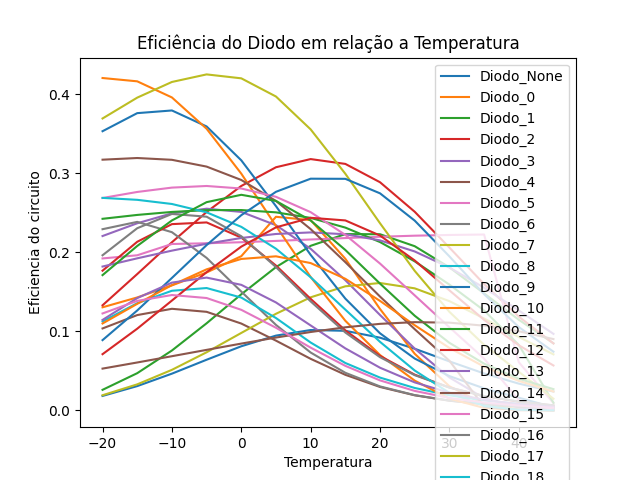 Eficiência do Diodo em relação a Temperatura
Eficiencia do circuito
0.4
0.3
0.2
0.1
0.0
−20
−10
0
10
20
30
40
Temperatura
Diodo_None
Diodo_0
Diodo_1
Diodo_2
Diodo_3
Diodo_4
Diodo_5
Diodo_6
Diodo_7
Diodo_8
Diodo_9
Diodo_10
Diodo_11
Diodo_12
Diodo_13
Diodo_14
Diodo_15
Diodo_16
Diodo_17
Diodo_18